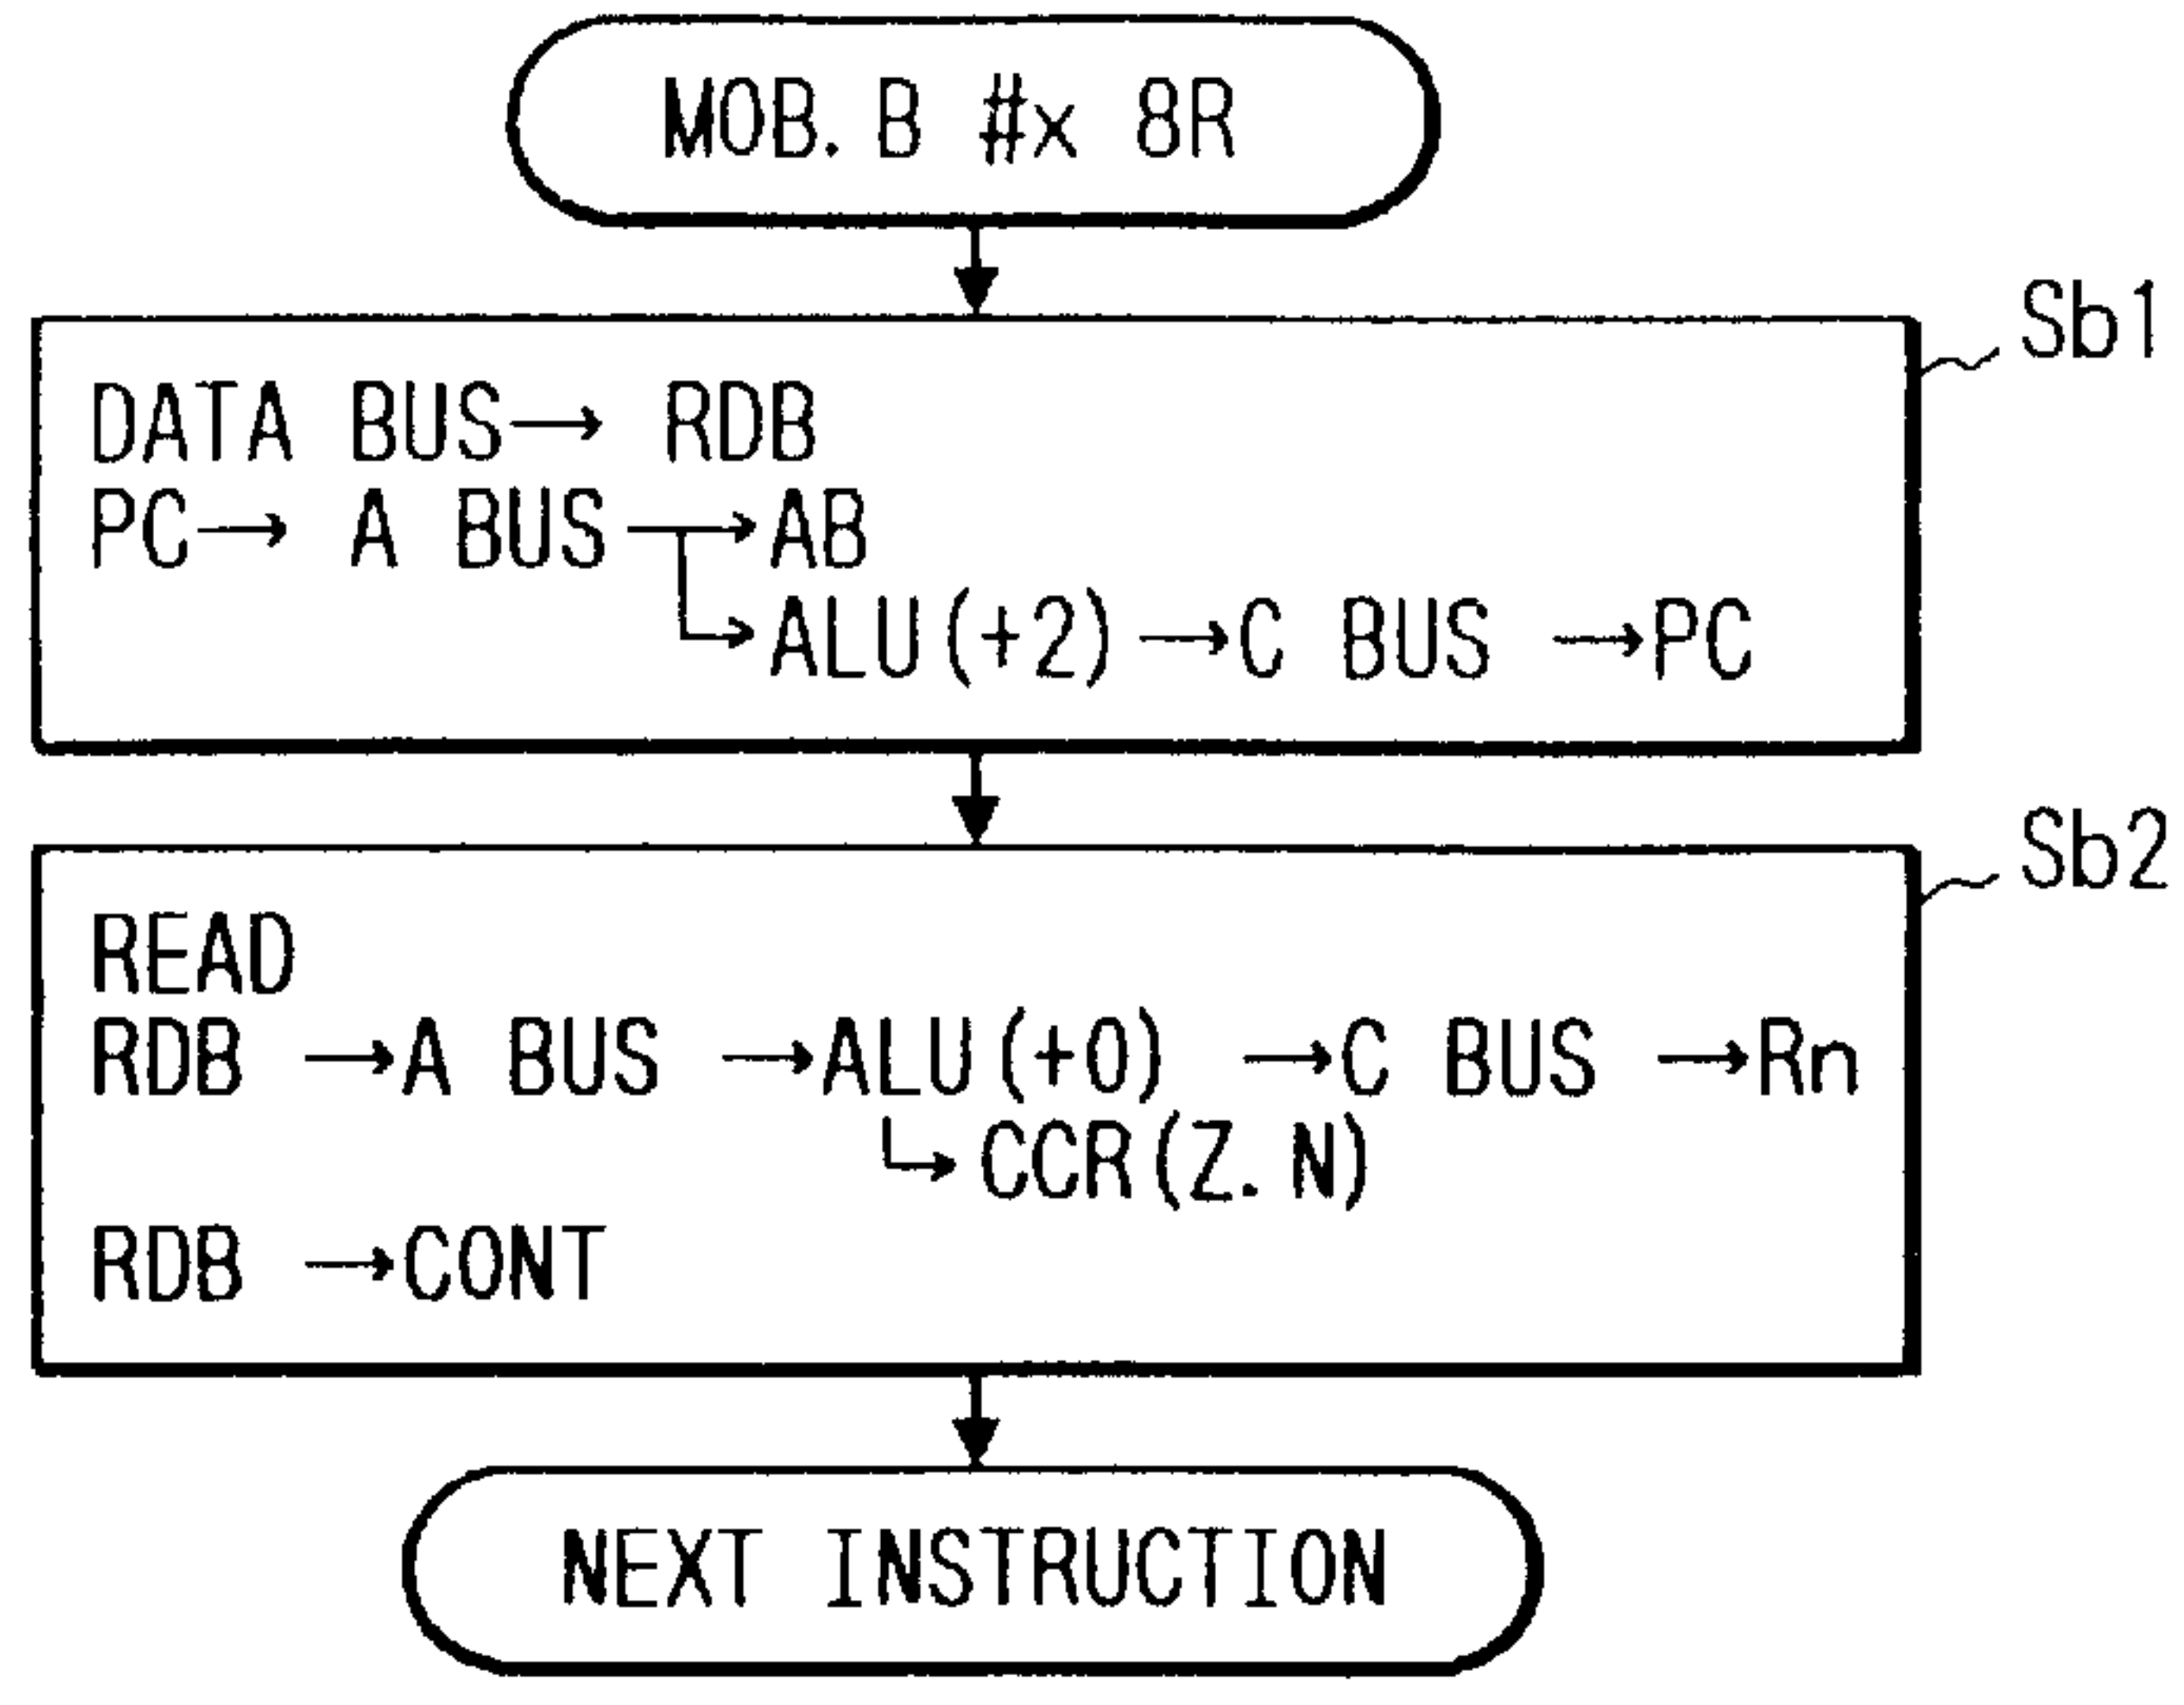 MOB. B #x 8R
Sb1
DATA BUS→ RDB
PC→ A BUS→AB
→ALU(+2)→C BUS→PC
Sb2
READ
RDB→A BUS→ALU(+0)→C BUS→Rn
→CCR(Z. N)
RDB→CONT
NEXT INSTRUCTION